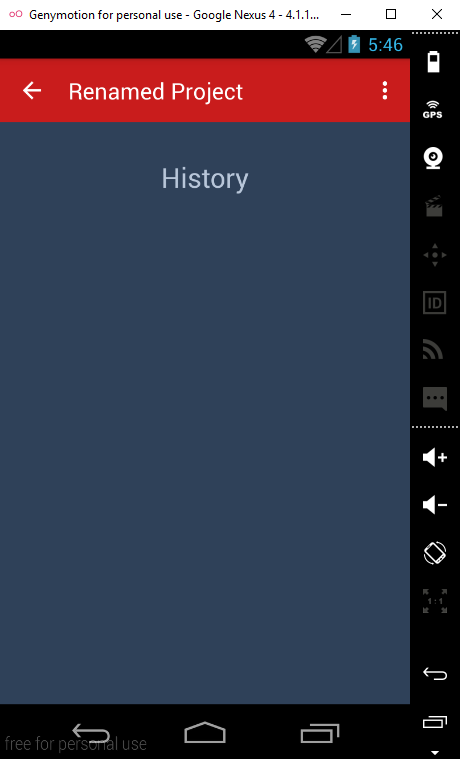 Genymotion for personal use - Google Nexus 4 - 4.1.1...
5:46
Renamed Project
History
GPS
ID
1:1
free for personal use